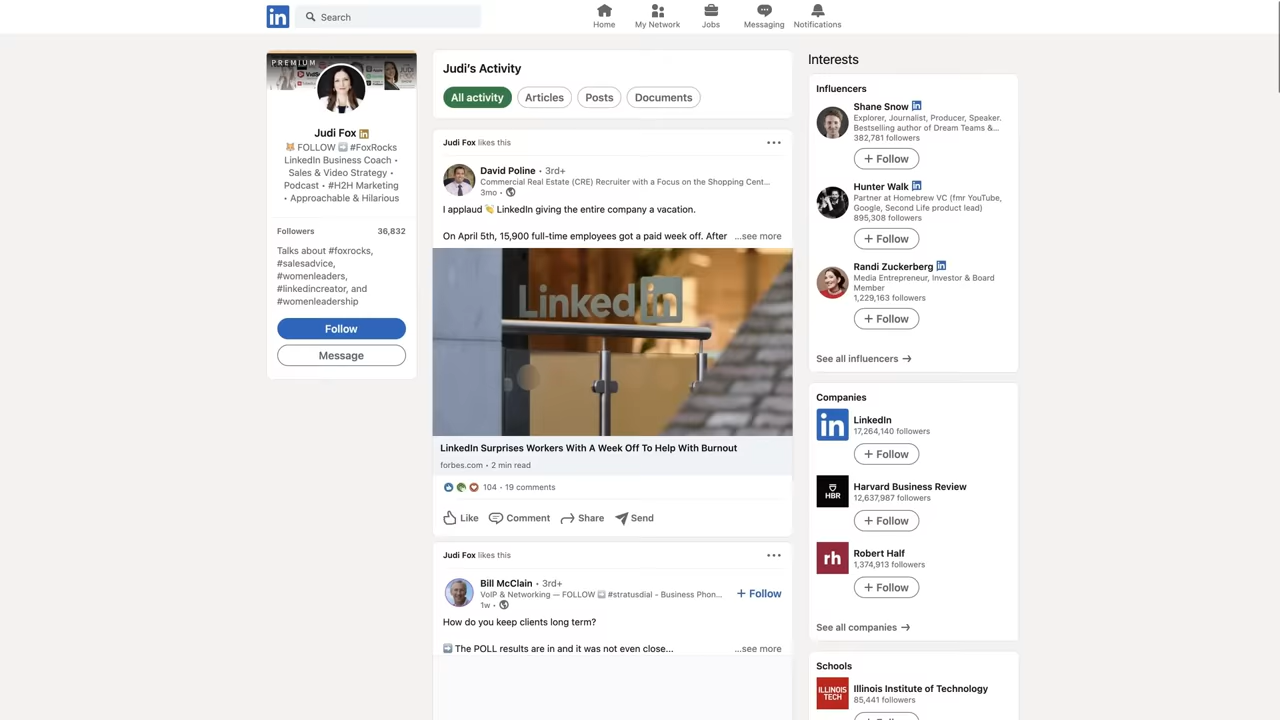 in
Search
Home
My Network
Jobs
Messaging
Notifications
PREMIUM
Judi Fox in
🦊 FOLLOW ➡️ #FoxRocks
LinkedIn Business Coach •
Sales & Video Strategy •
Podcast • #H2H Marketing
• Approachable & Hilarious
Followers 36,832
Talks about #foxrocks,
#salesadvice,
#womenleaders,
#linkedincreator, and
#womenleadership
Follow
Message
Judi's Activity
All activity
Articles
Posts
Documents
Judi Fox likes this
David Poline • 3rd+
Commercial Real Estate (CRE) Recruiter with a Focus on the Shopping Cent...
3mo •
I applaud 👏 LinkedIn giving the entire company a vacation.
On April 5th, 15,900 full-time employees got a paid week off. After ...see more
Linkedin
LinkedIn Surprises Workers With A Week Off To Help With Burnout
forbes.com • 2 min read
104 • 19 comments
Like
Comment
Share
Send
Judi Fox likes this
Bill McClain • 3rd+
VoIP & Networking — FOLLOW ➡️ #stratusdial - Business Phon...
1w •
+ Follow
How do you keep clients long term?
➡️ The POLL results are in and it was not even close... ...see more
Interests
Influencers
Shane Snow in
Explorer, Journalist, Producer, Speaker.
Bestselling author of Dream Teams &...
382,781 followers
+ Follow
Hunter Walk in
Partner at Homebrew VC (fmr YouTube,
Google, Second Life product lead)
895,308 followers
+ Follow
Randi Zuckerberg in
Media Entrepreneur, Investor & Board
Member
1,229,163 followers
+ Follow
See all influencers →
Companies
in
LinkedIn
17,264,140 followers
+ Follow
HBR
Harvard Business Review
12,637,987 followers
+ Follow
rh
Robert Half
1,374,913 followers
+ Follow
See all companies →
Schools
ILLINOIS TECH
Illinois Institute of Technology
85,441 followers